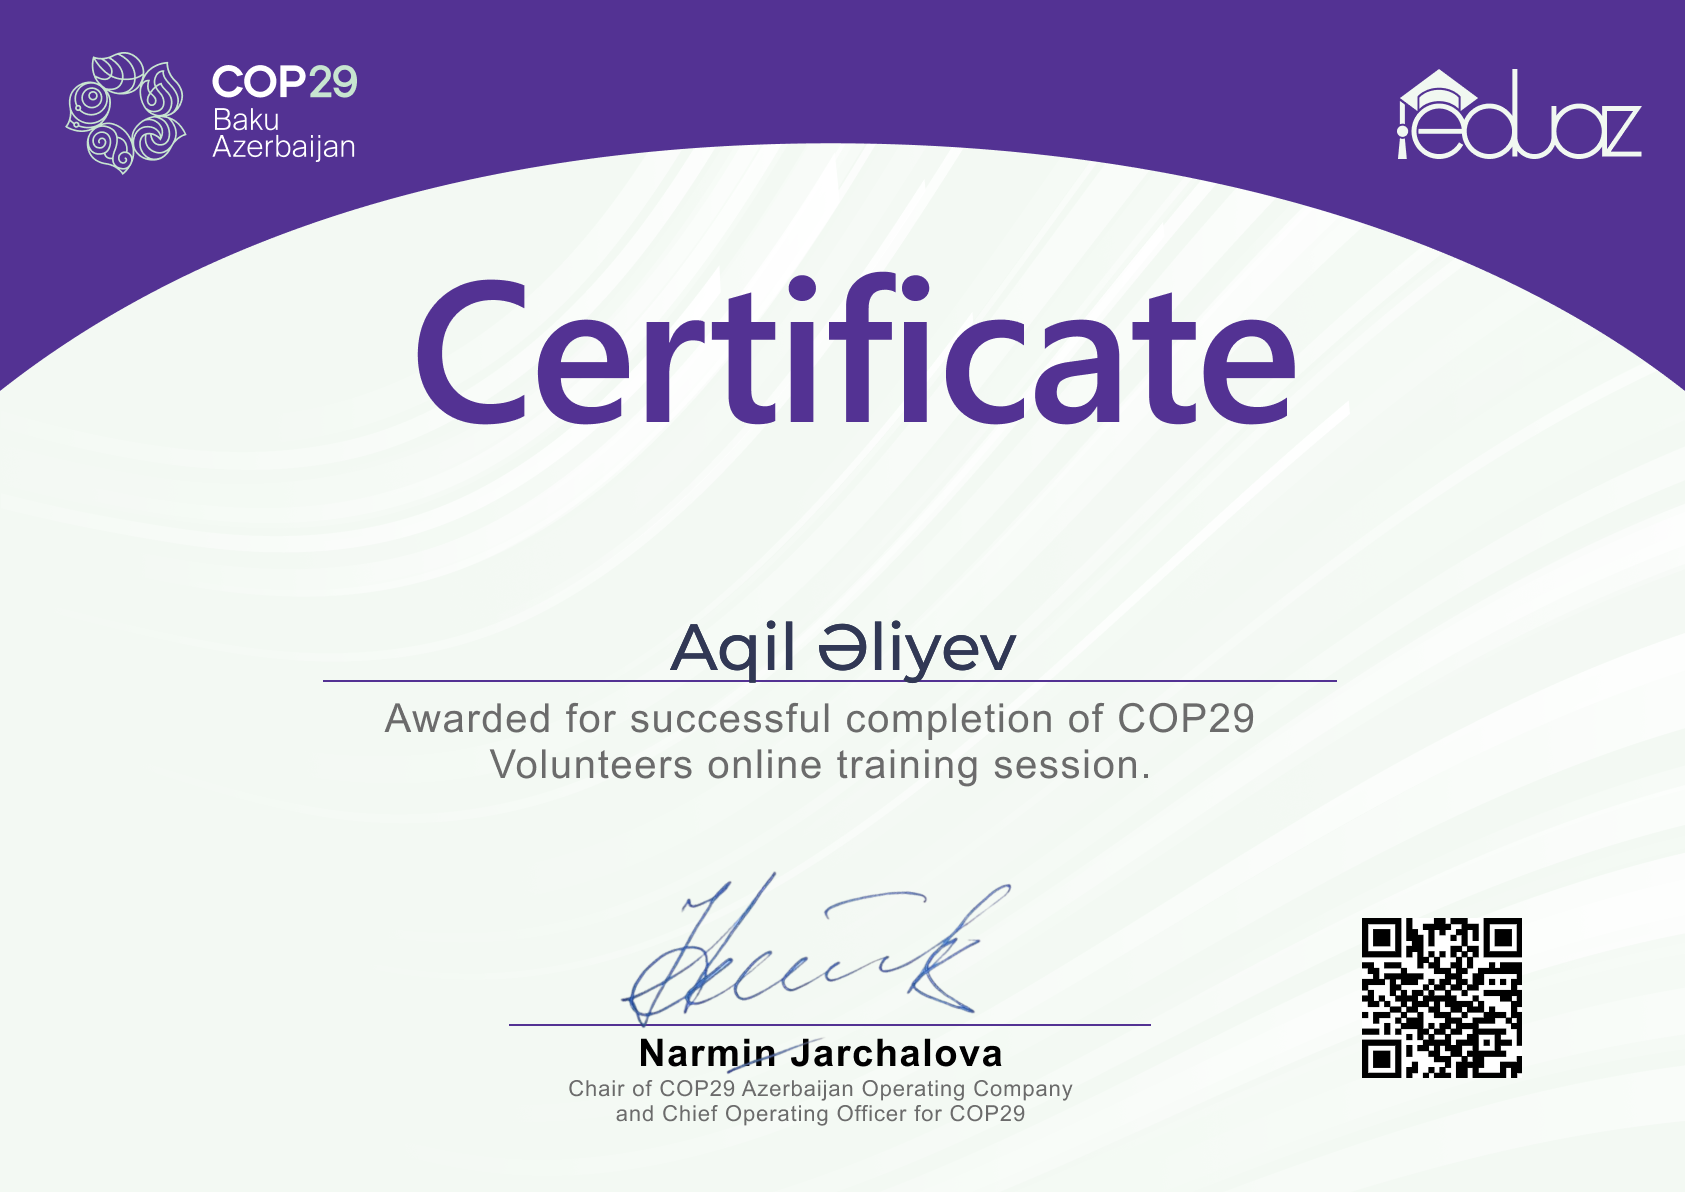 COP29
Baku
Azerbaijan
eduaz
Certificate
Aqil Əliyev
Awarded for successful completion of COP29
Volunteers online training session.
Narmin Jarchalova
Chair of COP29 Azerbaijan Operating Company
and Chief Operating Officer for COP29